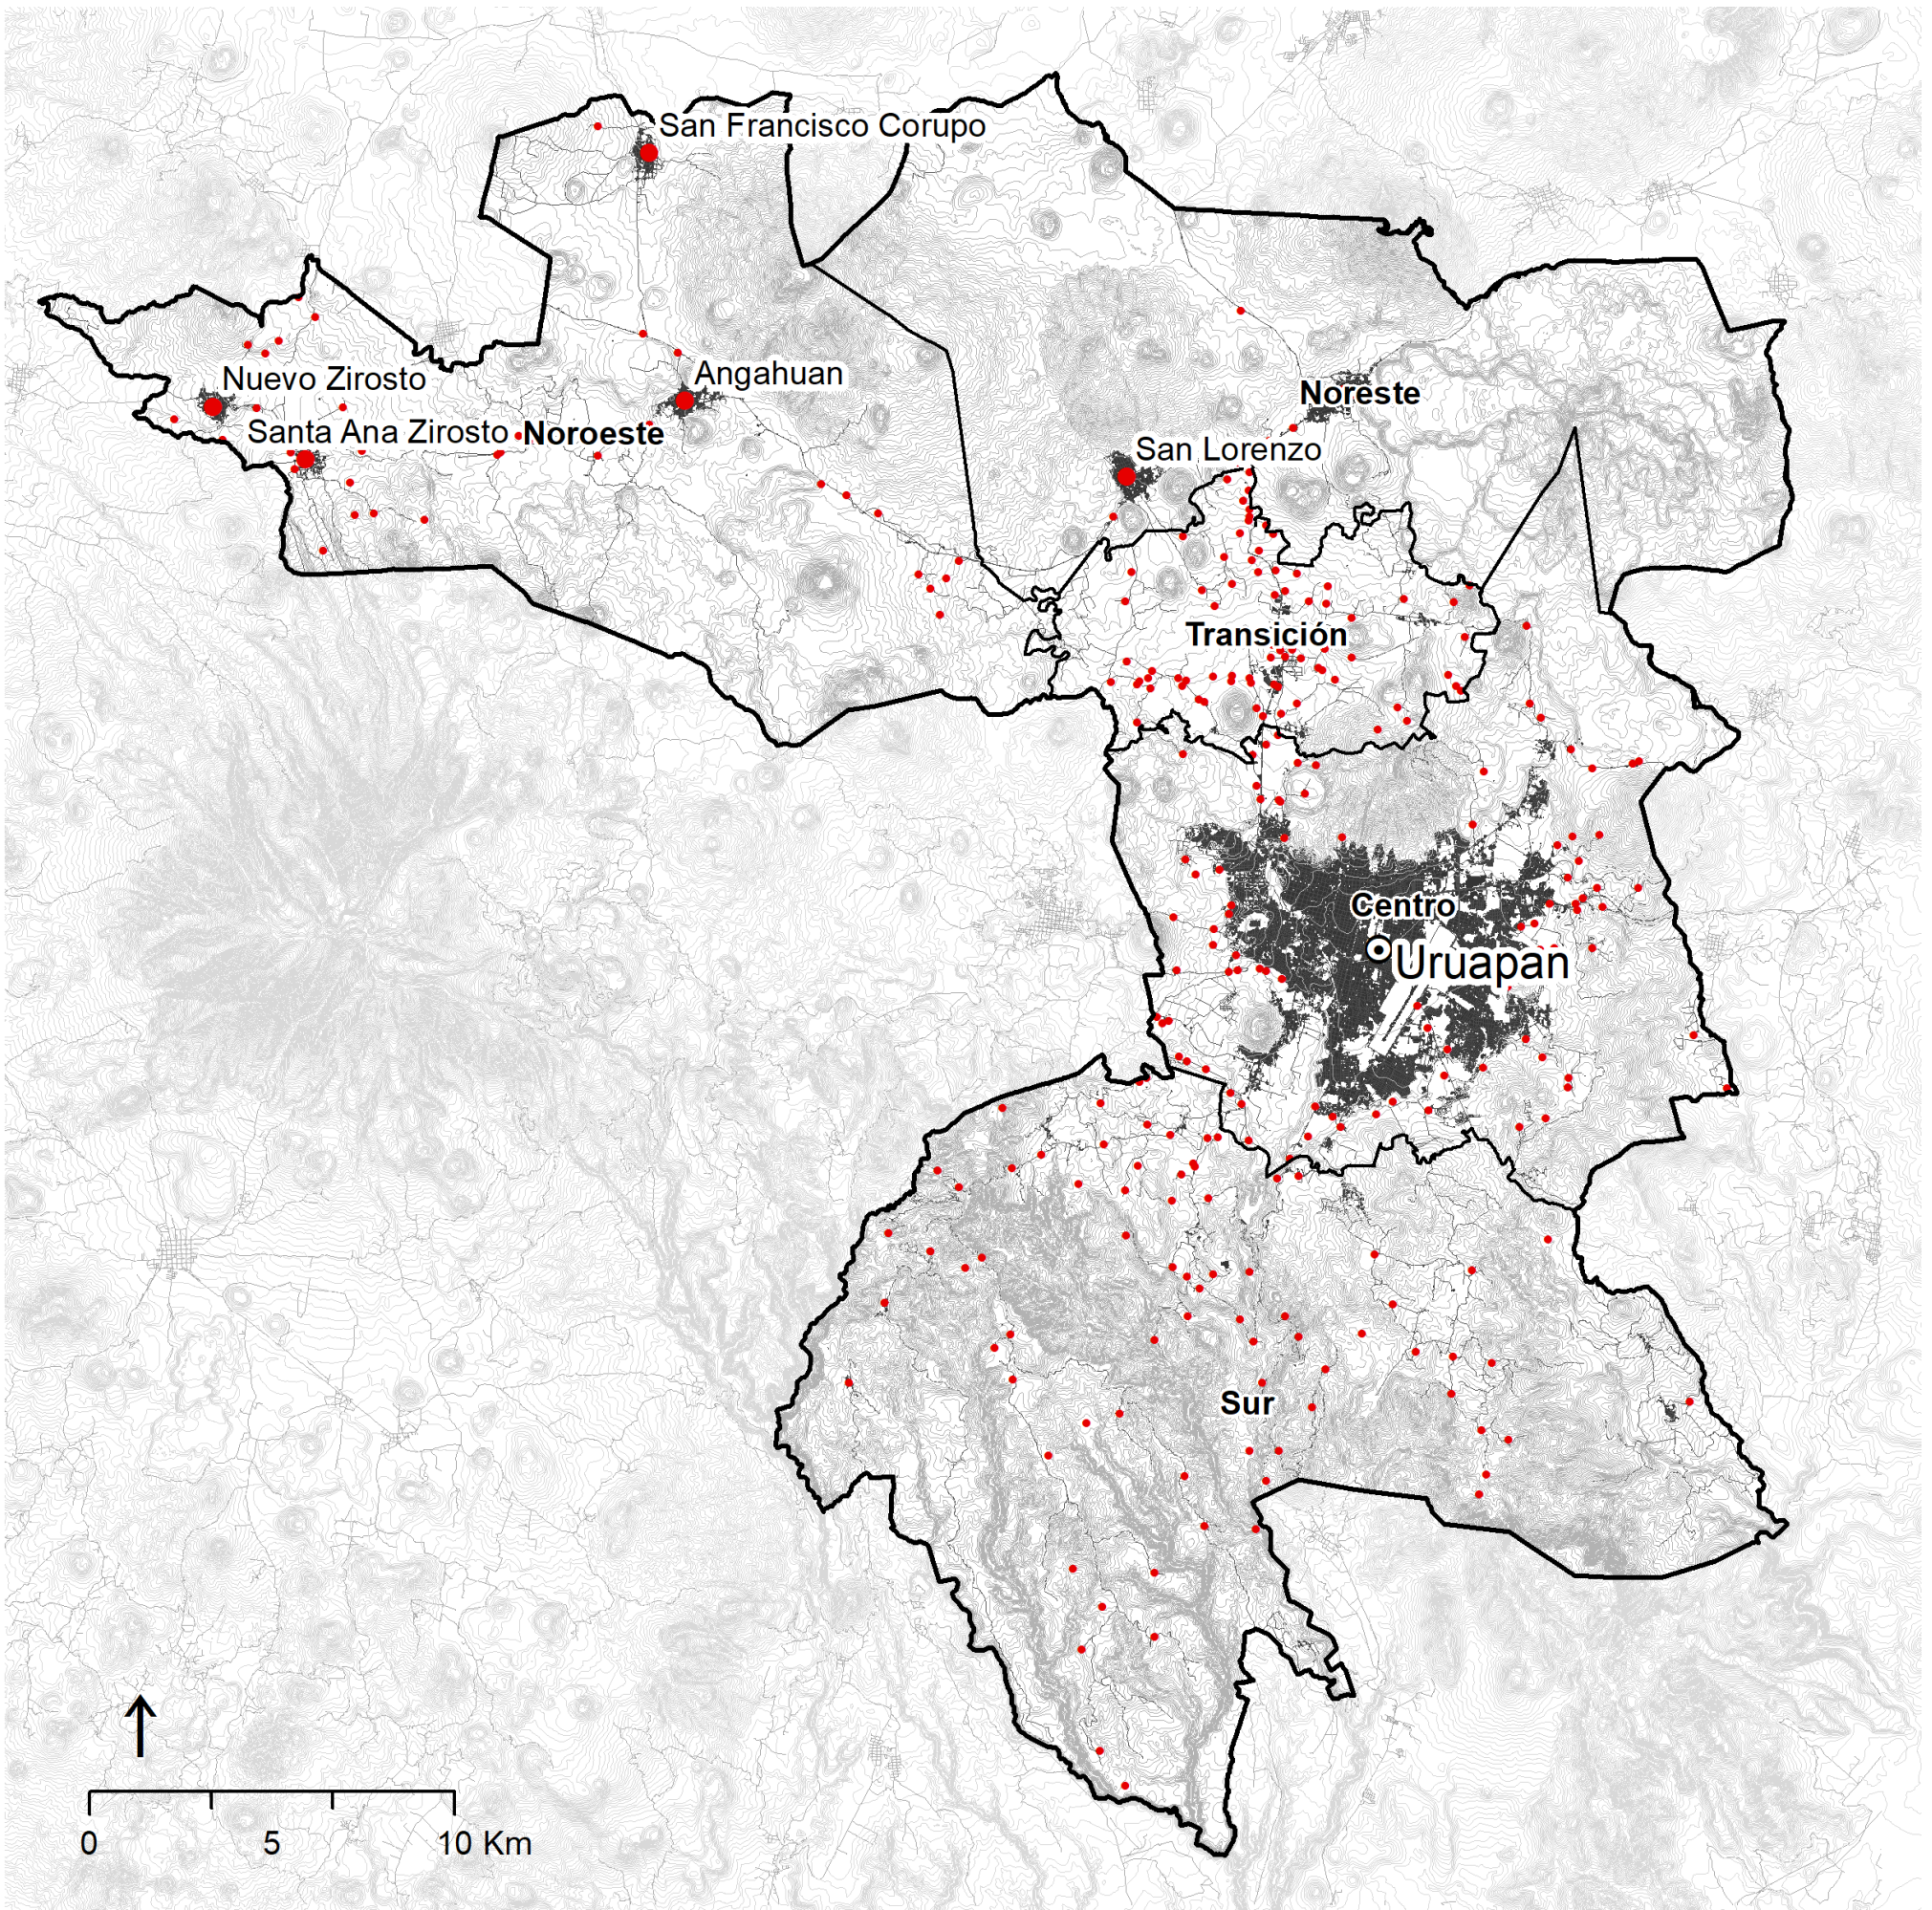 San Francisco Corupo
Nuevo Zirosto
Angahuan
Noreste
Santa Ana Zirosto
Noroeste
San Lorenzo
Transición
Centro
Uruapan
Sur
0 5 10 Km